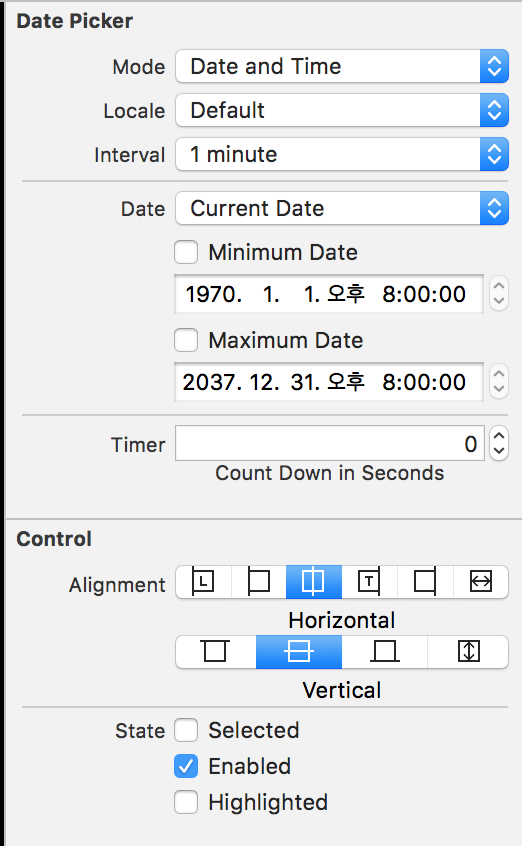 Date Picker
Mode Date and Time
Locale Default
Interval 1 minute
Date Current Date
Minimum Date
1970. 1. 1. 오후 8:00:00
Maximum Date
2037. 12. 31. 오후 8:00:00
Timer 0
Count Down in Seconds
Control
Alignment L T
Horizontal
Vertical
State Selected
Enabled
Highlighted